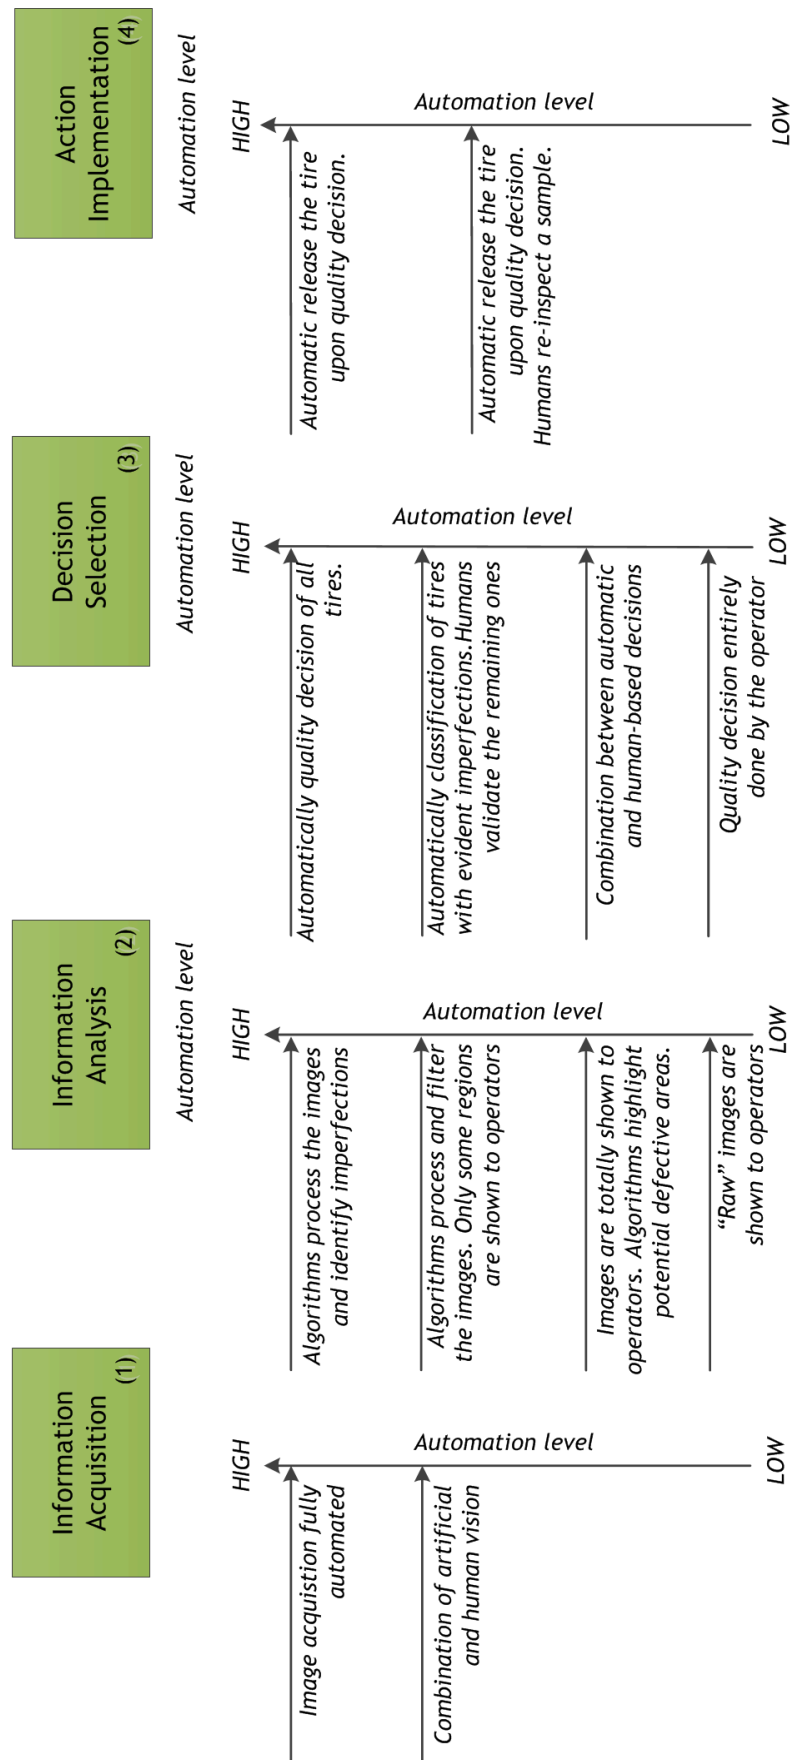 Information
Acquisition
(1)
HIGH
Image acquistion fully
automated
Combination of artificial
and human vision
Automation level
LOW
Information
Analysis
(2)
Automation level
HIGH
Algorithms process the images
and identify imperfections
Algorithms process and filter
the images. Only some regions
are shown to operators
Images are totally shown to
operators. Algorithms highlight
potential defective areas.
“Raw” images are
shown to operators
Automation level
LOW
Decision
Selection
(3)
Automation level
HIGH
Automatically quality decision of all
tires.
Automatically classification of tires
with evident imperfections.Humans
validate the remaining ones
Combination between automatic
and human-based decisions
Quality decision entirely
done by the operator
Automation level
LOW
Action
Implementation
(4)
Automation level
HIGH
Automatic release the tire
upon quality decision.
Automatic release the tire
upon quality decision.
Humans re-inspect a sample.
Automation level
LOW